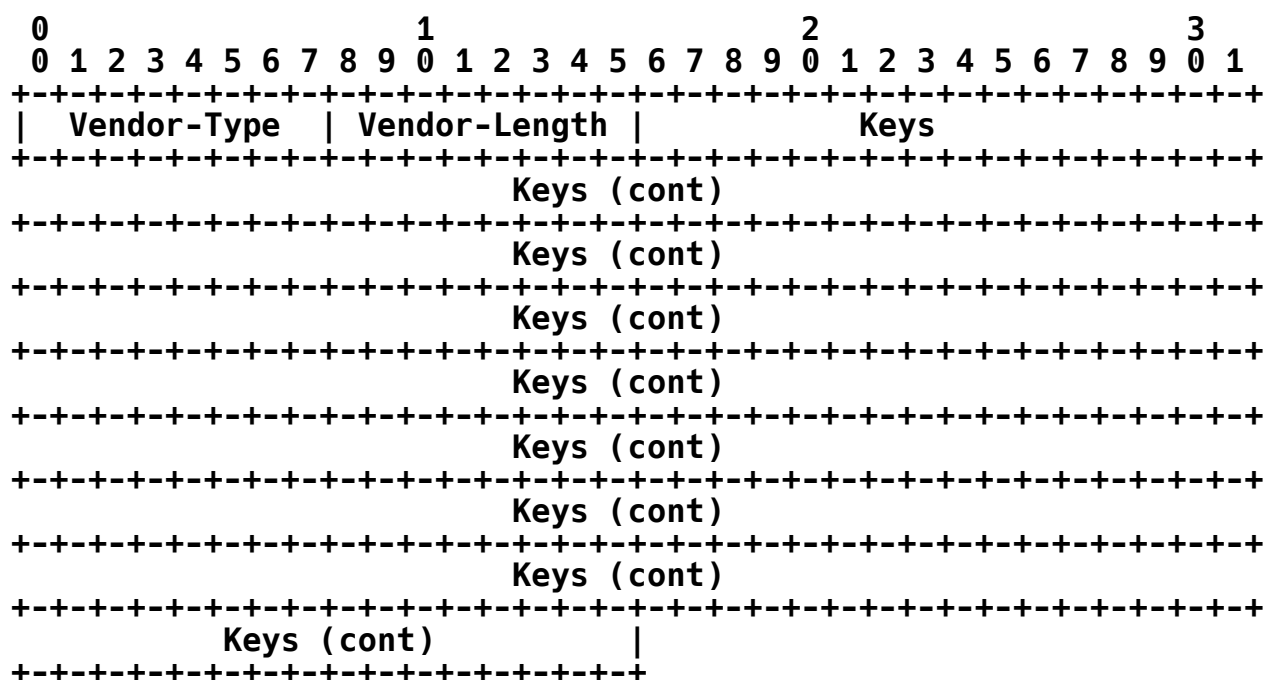 0                   1                   2                   3
 0 1 2 3 4 5 6 7 8 9 0 1 2 3 4 5 6 7 8 9 0 1 2 3 4 5 6 7 8 9 0 1
+-+-+-+-+-+-+-+-+-+-+-+-+-+-+-+-+-+-+-+-+-+-+-+-+-+-+-+-+-+-+-+-+
|  Vendor-Type  | Vendor-Length |           Keys
+-+-+-+-+-+-+-+-+-+-+-+-+-+-+-+-+-+-+-+-+-+-+-+-+-+-+-+-+-+-+-+-+
                          Keys (cont)
+-+-+-+-+-+-+-+-+-+-+-+-+-+-+-+-+-+-+-+-+-+-+-+-+-+-+-+-+-+-+-+-+
                          Keys (cont)
+-+-+-+-+-+-+-+-+-+-+-+-+-+-+-+-+-+-+-+-+-+-+-+-+-+-+-+-+-+-+-+-+
                          Keys (cont)
+-+-+-+-+-+-+-+-+-+-+-+-+-+-+-+-+-+-+-+-+-+-+-+-+-+-+-+-+-+-+-+-+
                          Keys (cont)
+-+-+-+-+-+-+-+-+-+-+-+-+-+-+-+-+-+-+-+-+-+-+-+-+-+-+-+-+-+-+-+-+
                          Keys (cont)
+-+-+-+-+-+-+-+-+-+-+-+-+-+-+-+-+-+-+-+-+-+-+-+-+-+-+-+-+-+-+-+-+
                          Keys (cont)
+-+-+-+-+-+-+-+-+-+-+-+-+-+-+-+-+-+-+-+-+-+-+-+-+-+-+-+-+-+-+-+-+
                          Keys (cont)
+-+-+-+-+-+-+-+-+-+-+-+-+-+-+-+-+-+-+-+-+-+-+-+-+-+-+-+-+-+-+-+-+
           Keys (cont)          |
+-+-+-+-+-+-+-+-+-+-+-+-+-+-+-+-+